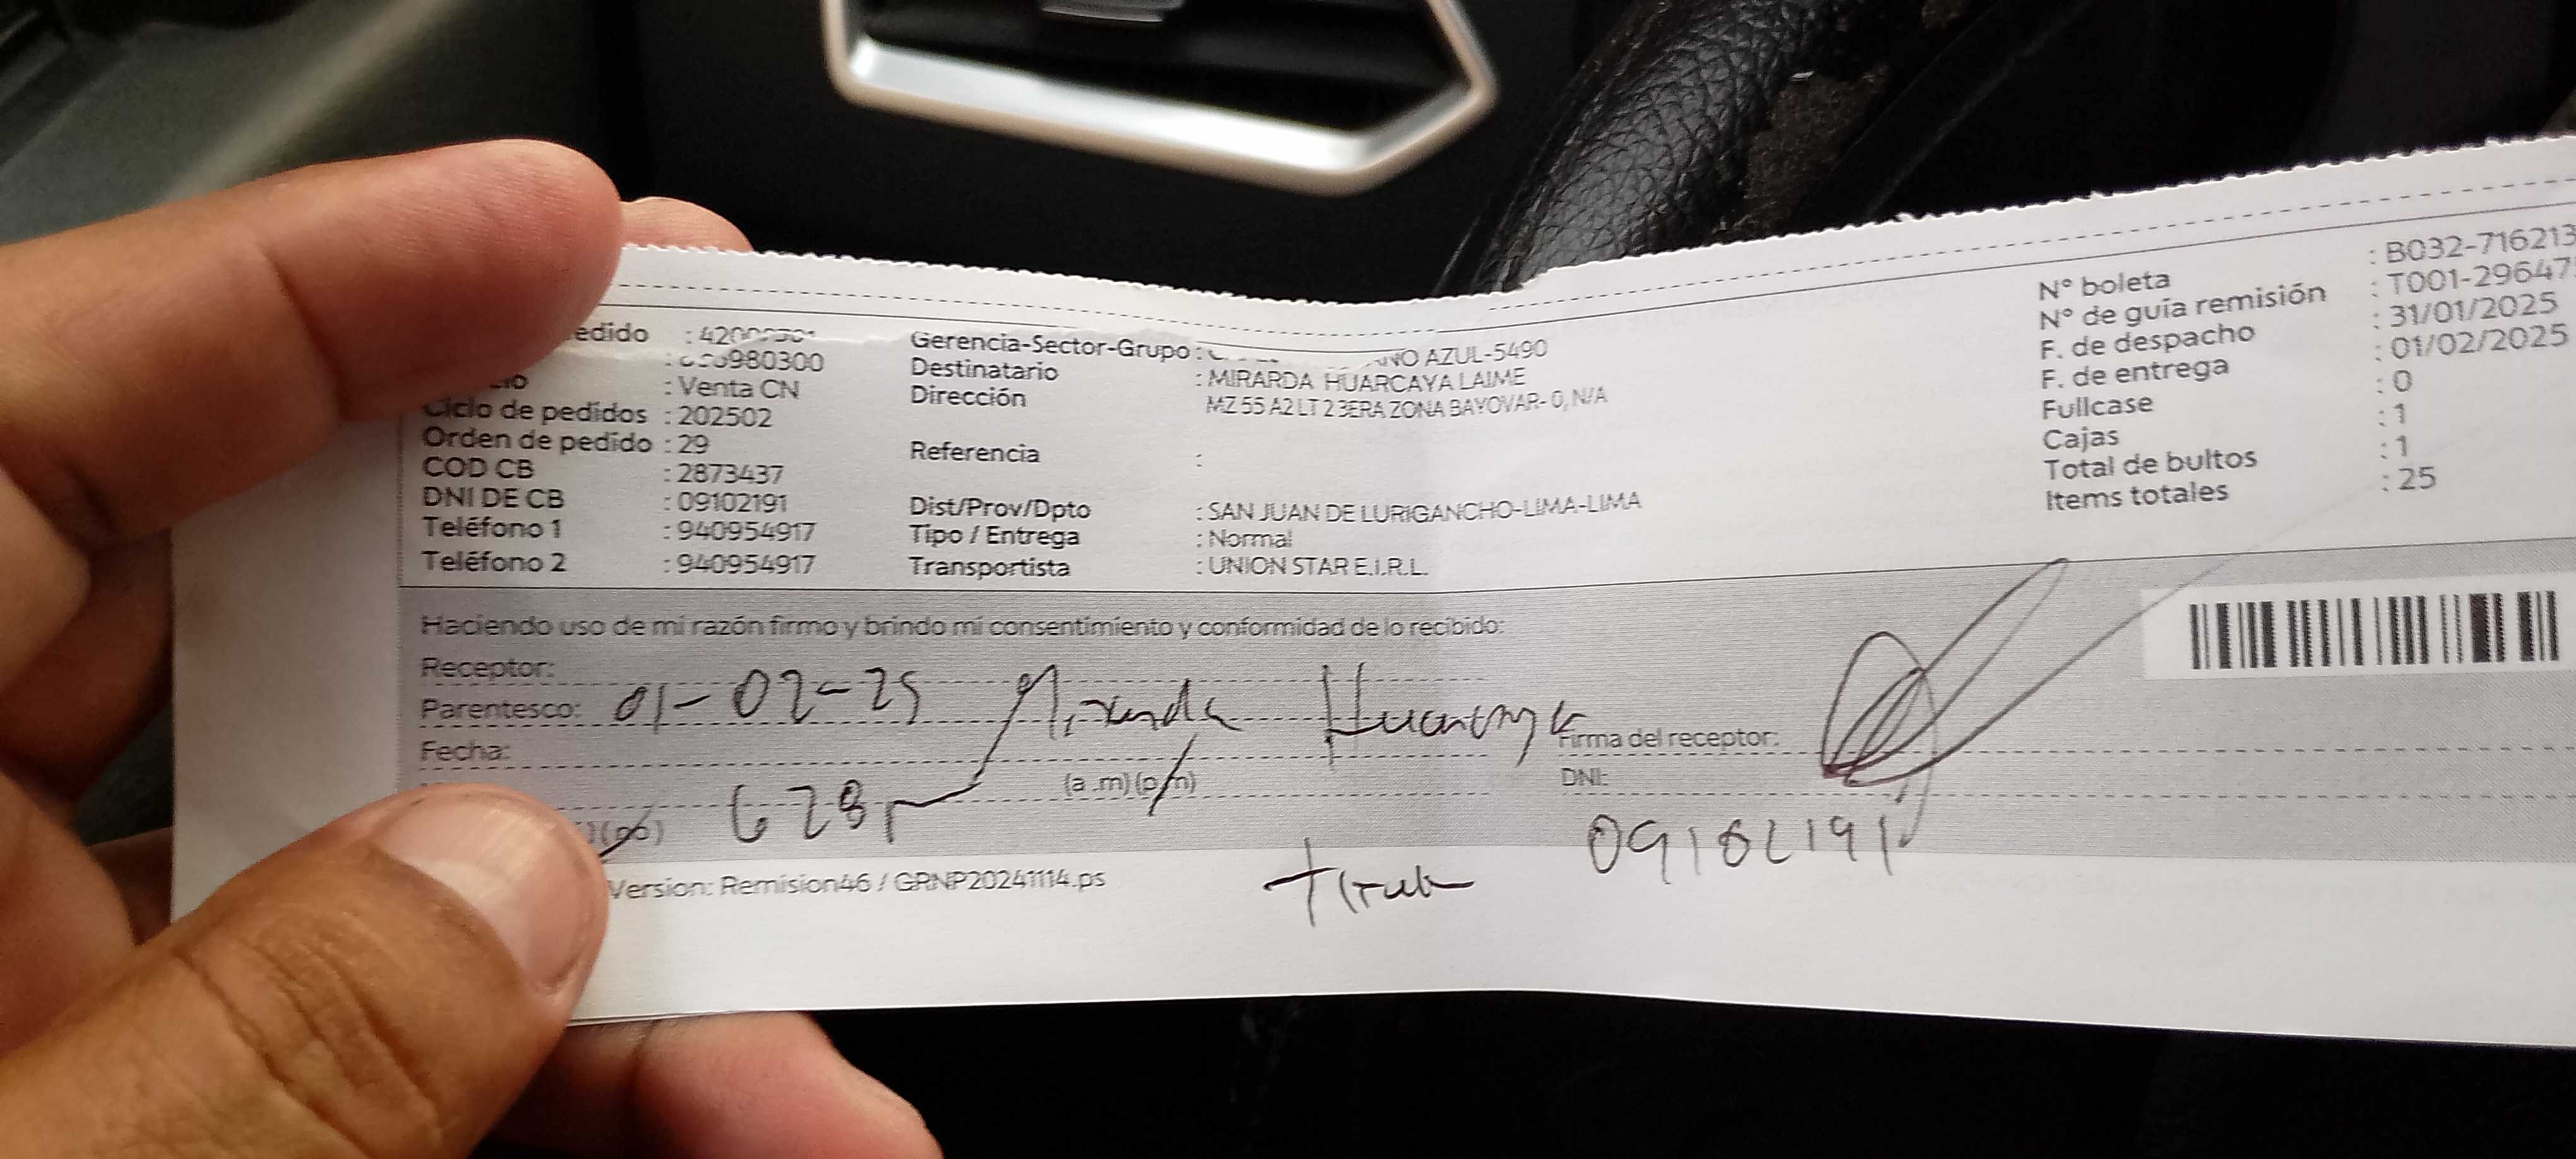 edido
Venta CN
Ciclo de pedidos : 202502
Orden de pedido : 29
COD CB : 2873437
DNI DE CB : 09102191
Teléfono 1 : 940954917
Teléfono 2 : 940954917
Gerencia-Sector-Grupo : AZUL-5490
Destinatario : MIRARDA HUARCAYA LAIME
Dirección : MZ 55 A2 LT 2 3ERA ZONA BAYOVAR- 0, N/A
Referencia :
Dist/Prov/Dpto : SAN JUAN DE LURIGANCHO-LIMA-LIMA
Tipo / Entrega : Normal
Transportista : UNION STAR E.I.R.L.
N° boleta : B032-716213
N° de guía remisión : T001-29647
F. de despacho : 31/01/2025
F. de entrega : 01/02/2025
Fullcase : 0
Cajas : 1
Total de bultos : 1
Items totales : 25
Haciendo uso de mi razón firmo y brindo mi consentimiento y conformidad de lo recibido:
Receptor:
Parentesco: 01-02-25 Miranda Huarcaya
Fecha:
Firma del receptor:
(a.m)(p.m)
DNI:
09102191
Version: Remision46 / GRNP20241114.ps